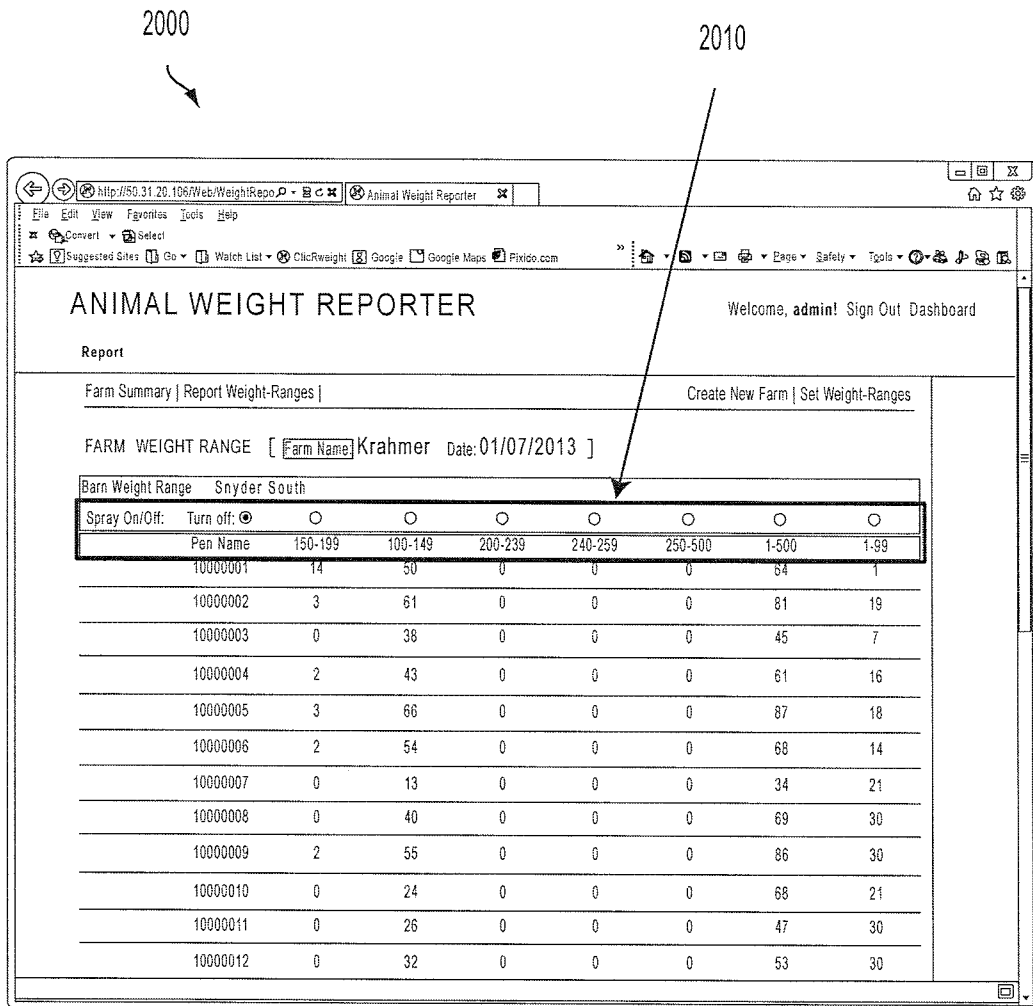 2000
2010
http://50.31.20.106/Web/WeightRepo Animal Weight Reporter
File Edit View Favorites Tools Help
Convert Select
Suggested Sites Go Watch List ClicRweight Google Google Maps Pixido.com » Page Safety Tools
ANIMAL WEIGHT REPORTER
Welcome, admin! Sign Out Dashboard
Report
Farm Summary | Report Weight-Ranges | Create New Farm | Set Weight-Ranges
FARM WEIGHT RANGE [ Farm Name: Krahmer Date: 01/07/2013 ]
Barn Weight Range Snyder South
Spray On/Off: Turn off:
Pen Name 150-199 100-149 200-239 240-259 250-500 1-500 1-99
10000001 14 50 0 0 0 64 1
10000002 3 61 0 0 0 81 19
10000003 0 38 0 0 0 45 7
10000004 2 43 0 0 0 61 16
10000005 3 66 0 0 0 87 18
10000006 2 54 0 0 0 68 14
10000007 0 13 0 0 0 34 21
10000008 0 40 0 0 0 69 30
10000009 2 55 0 0 0 86 30
10000010 0 24 0 0 0 68 21
10000011 0 26 0 0 0 47 30
10000012 0 32 0 0 0 53 30